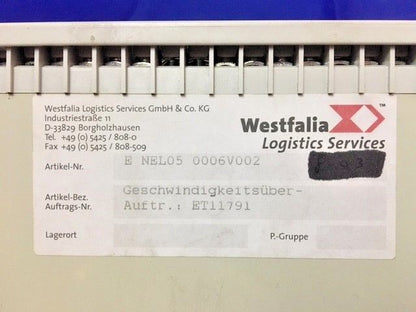 Westfalia Logistics Services GmbH & Co. KG
Industriestraße 11
D-33829 Borgholzhausen
Tel. +49 (0) 5425 / 808-0
Fax +49 (0) 5425 / 808-509
Westfalia™
Logistics Services
Artikel-Nr. E NEL05 0006V002
Artikel-Bez. Geschwindigkeitsüber-
Auftrags-Nr. Auftr.: ET11791
Lagerort P.-Gruppe